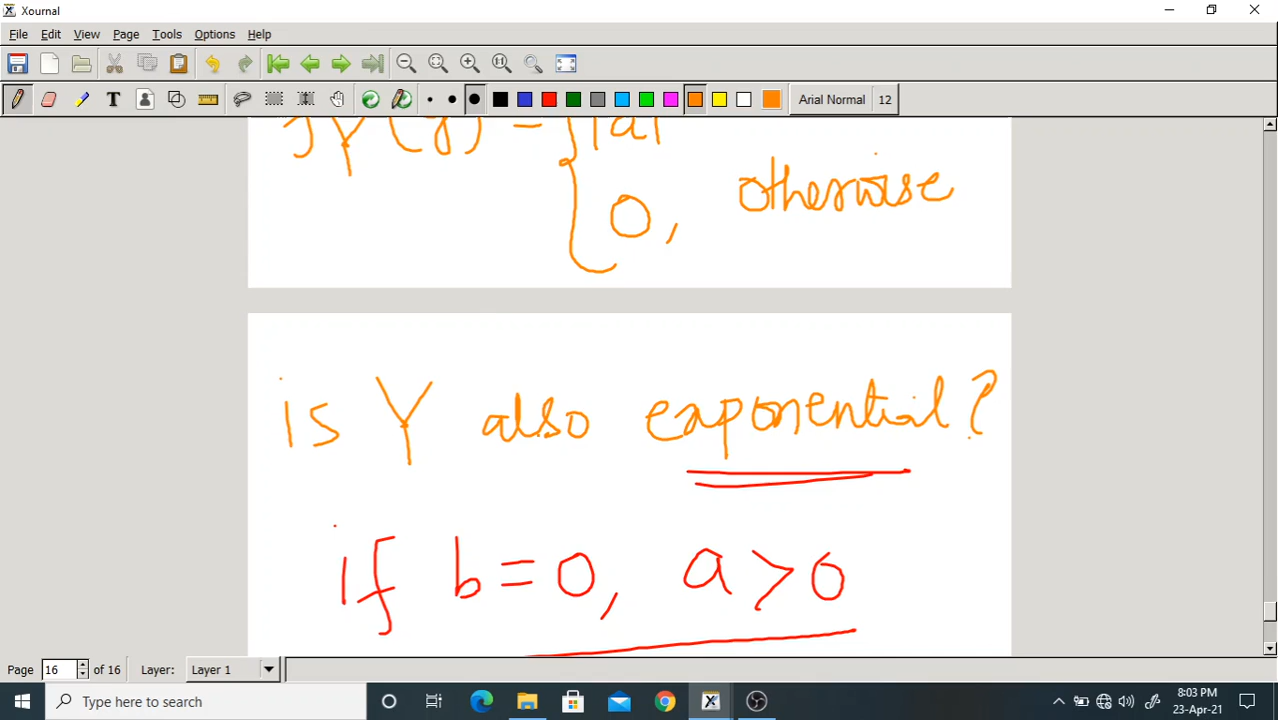 Xournal
File Edit View Page Tools Options Help
T Arial Normal 12
f_Y(y) = { |a|
0, otherwise
is Y also exponential?
if b=0, a>0
Page 16 of 16 Layer: Layer 1
Type here to search
8:03 PM
23-Apr-21